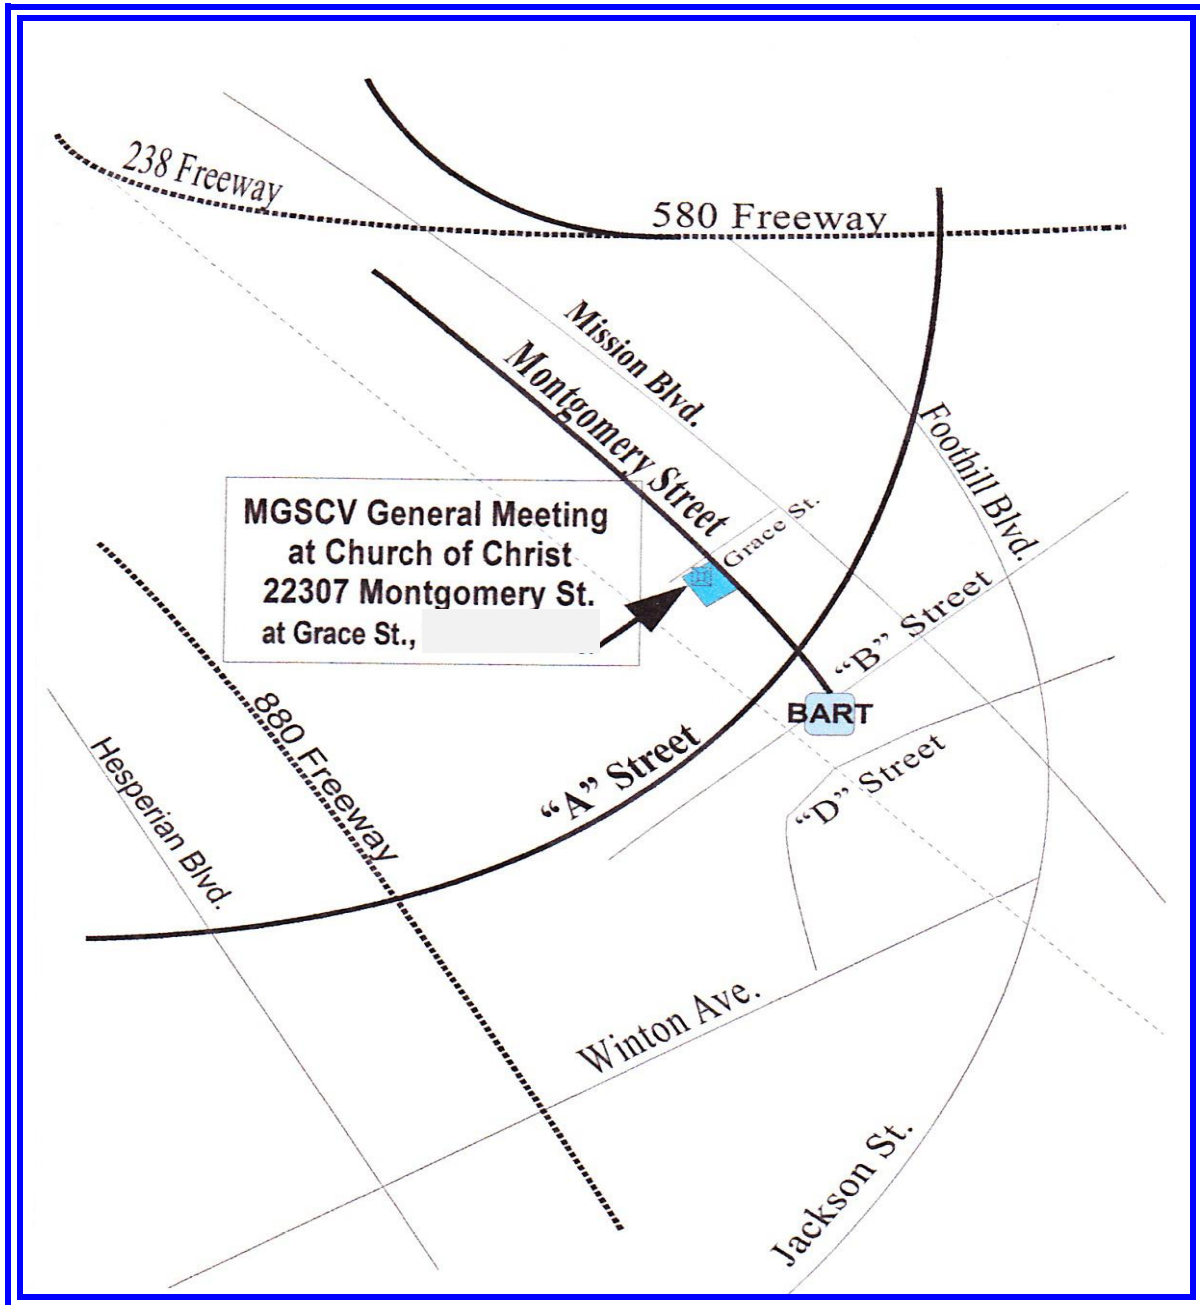 238 Freeway
580 Freeway
Mission Blvd.
Montgomery Street
Foothill Blvd.
MGSCV General Meeting
at Church of Christ
22307 Montgomery St.
at Grace St.,
Grace St.
"B" Street
BART
880 Freeway
Hesperian Blvd.
"A" Street
"D" Street
Winton Ave.
Jackson St.